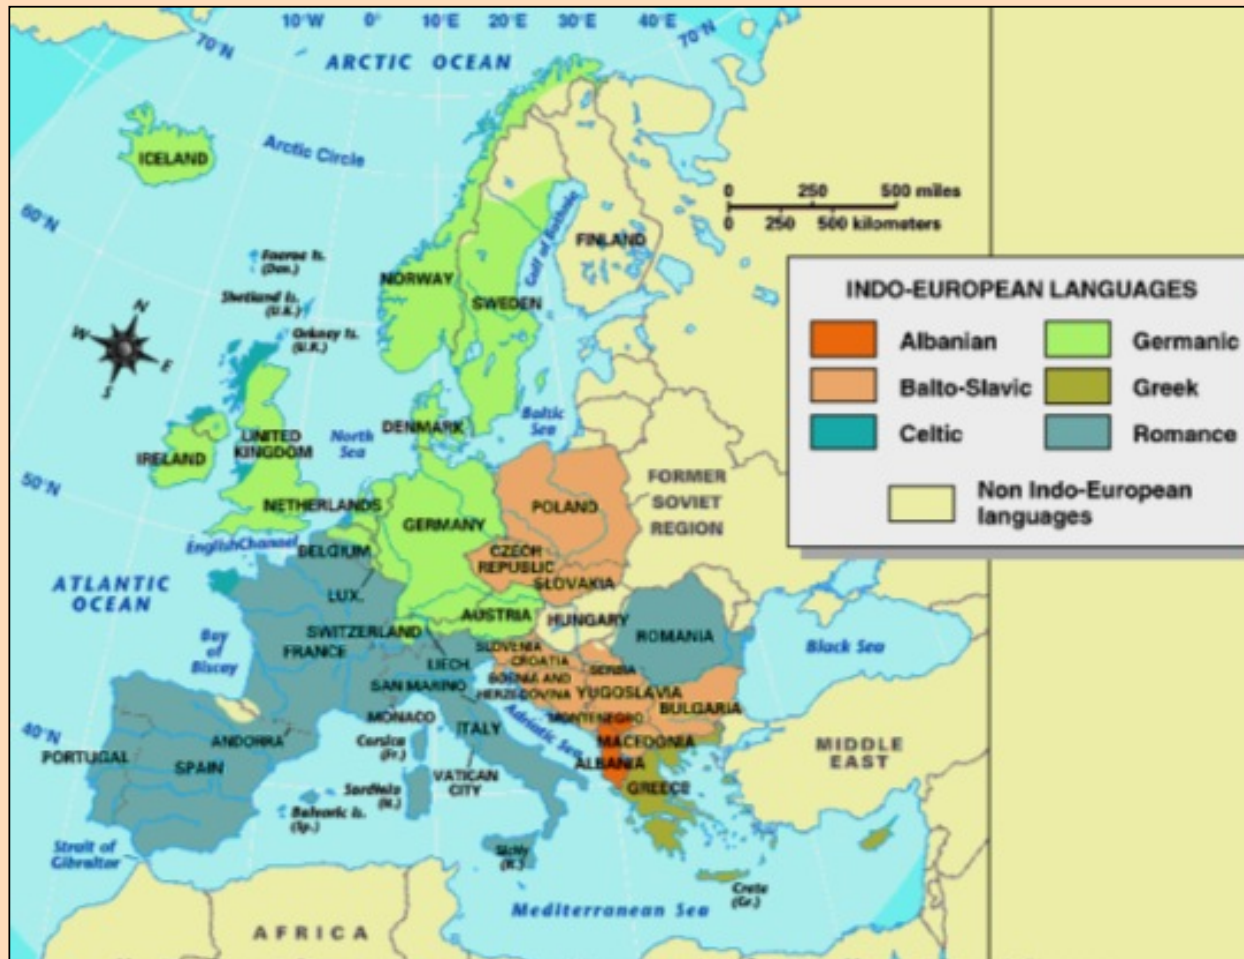 10°W
0°
10°E
20°E
30°E
40°E
70°N
70°N
ARCTIC OCEAN
ICELAND
Arctic Circle
0 250 500 miles
0 250 500 kilometers
60°N
Gulf of Bothnia
FINLAND
Faeroe Is.
(Den.)
NORWAY
Shetland Is.
(U.K.)
SWEDEN
Orkney Is.
(U.K.)
N
W
E
S
INDO-EUROPEAN LANGUAGES
Albanian
Germanic
Balto-Slavic
Greek
Celtic
Romance
Non Indo-European
languages
DENMARK
Baltic
Sea
UNITED
KINGDOM
North
Sea
IRELAND
50°N
NETHERLANDS
GERMANY
POLAND
FORMER
SOVIET
REGION
English Channel
BELGIUM
CZECH
REPUBLIC
SLOVAKIA
ATLANTIC
OCEAN
LUX.
AUSTRIA
HUNGARY
SWITZERLAND
ROMANIA
Bay
of
Biscay
FRANCE
SLOVENIA
CROATIA
Black Sea
LIECH.
SERBIA
BOSNIA AND
HERZEGOVINA
YUGOSLAVIA
SAN MARINO
BULGARIA
MONACO
MONTENEGRO
Adriatic Sea
ITALY
40°N
ANDORRA
Corsica
(Fr.)
MACEDONIA
MIDDLE
EAST
PORTUGAL
SPAIN
ALBANIA
VATICAN
CITY
GREECE
Sardinia
(It.)
Balearic Is.
(Sp.)
Strait of
Gibraltar
Sicily
(It.)
Crete
(Gr.)
Mediterranean Sea
AFRICA